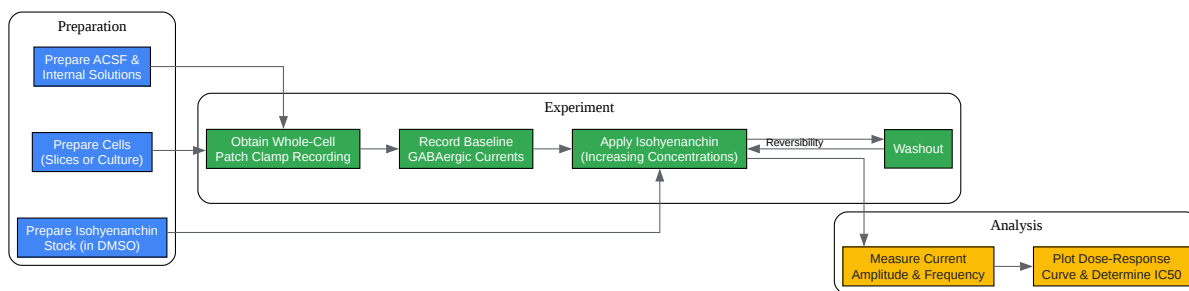 Preparation
Prepare ACSF &
Internal Solutions
Prepare Cells
(Slices or Culture)
Prepare Isohyenanchin
Stock (in DMSO)
Experiment
Obtain Whole-Cell
Patch Clamp Recording
Record Baseline
GABAergic Currents
Apply Isohyenanchin
(Increasing Concentrations)
Reversibility
Washout
Analysis
Measure Current
Amplitude & Frequency
Plot Dose-Response
Curve & Determine IC50